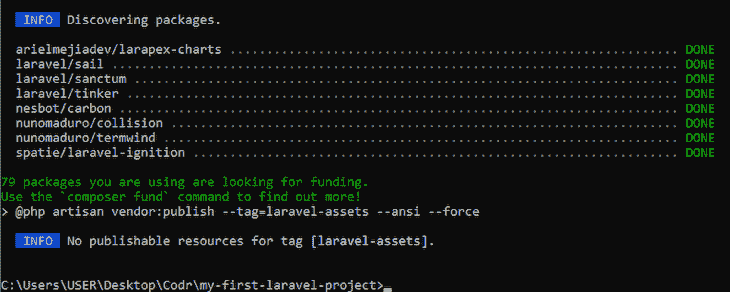 INFO Discovering packages.
arielmejiadev/larapex-charts ................................................................ DONE
laravel/sail ................................................................................ DONE
laravel/sanctum ............................................................................. DONE
laravel/tinker .............................................................................. DONE
nesbot/carbon ............................................................................... DONE
nunomaduro/collision ........................................................................ DONE
nunomaduro/termwind ......................................................................... DONE
spatie/laravel-ignition ..................................................................... DONE
79 packages you are using are looking for funding.
Use the `composer fund` command to find out more!
> @php artisan vendor:publish --tag=laravel-assets --ansi --force
INFO No publishable resources for tag [laravel-assets].
C:\Users\USER\Desktop\Codr\my-first-laravel-project>_